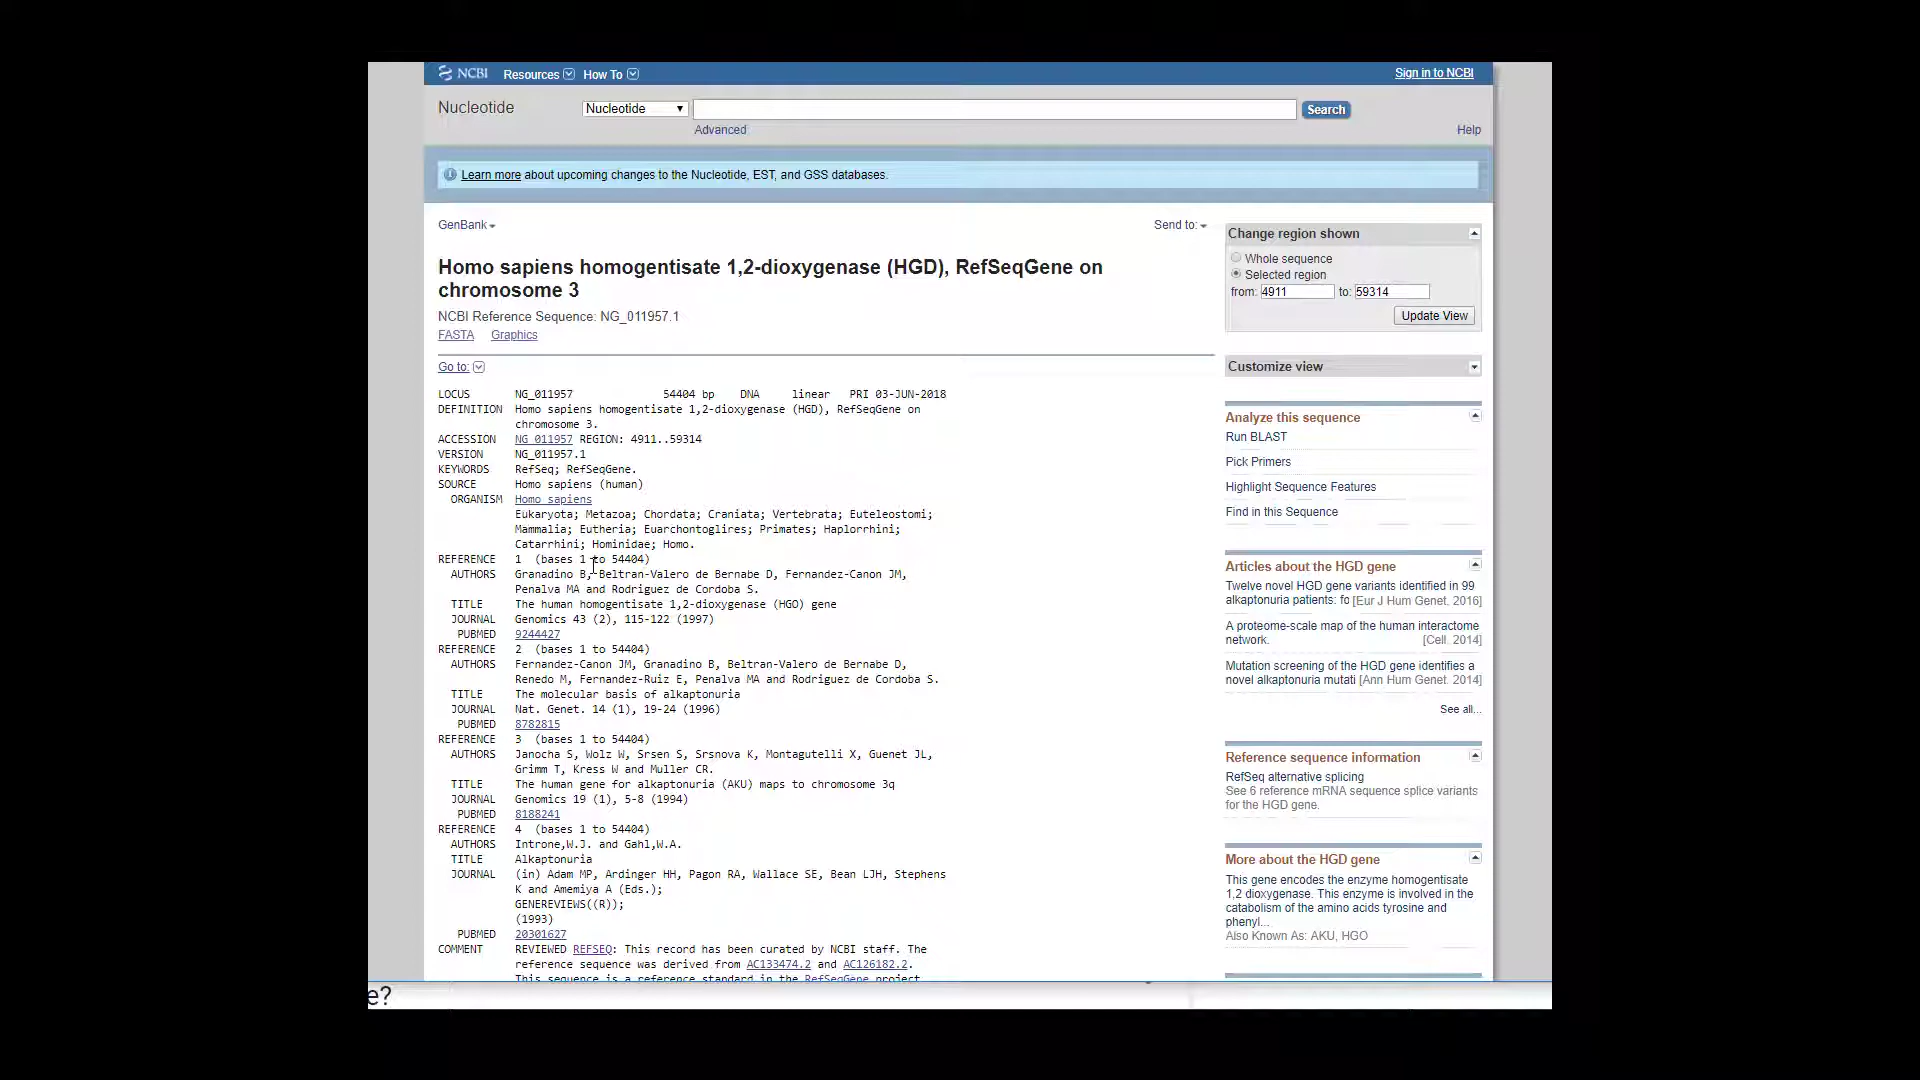 NCBI Resources How To Sign in to NCBI
Nucleotide Nucleotide Search
Advanced Help
Learn more about upcoming changes to the Nucleotide, EST, and GSS databases.
GenBank Send to:
Homo sapiens homogentisate 1,2-dioxygenase (HGD), RefSeqGene on
chromosome 3
NCBI Reference Sequence: NG_011957.1
FASTA Graphics
Go to:
LOCUS NG_011957 54404 bp DNA linear PRI 03-JUN-2018
DEFINITION Homo sapiens homogentisate 1,2-dioxygenase (HGD), RefSeqGene on
chromosome 3.
ACCESSION NG_011957 REGION: 4911..59314
VERSION NG_011957.1
KEYWORDS RefSeq; RefSeqGene.
SOURCE Homo sapiens (human)
ORGANISM Homo sapiens
Eukaryota; Metazoa; Chordata; Craniata; Vertebrata; Euteleostomi;
Mammalia; Eutheria; Euarchontoglires; Primates; Haplorrhini;
Catarrhini; Hominidae; Homo.
REFERENCE 1 (bases 1 to 54404)
AUTHORS Granadino B, Beltran-Valero de Bernabe D, Fernandez-Canon JM,
Penalva MA and Rodriguez de Cordoba S.
TITLE The human homogentisate 1,2-dioxygenase (HGO) gene
JOURNAL Genomics 43 (2), 115-122 (1997)
PUBMED 9244427
REFERENCE 2 (bases 1 to 54404)
AUTHORS Fernandez-Canon JM, Granadino B, Beltran-Valero de Bernabe D,
Renedo M, Fernandez-Ruiz E, Penalva MA and Rodriguez de Cordoba S.
TITLE The molecular basis of alkaptonuria
JOURNAL Nat. Genet. 14 (1), 19-24 (1996)
PUBMED 8782815
REFERENCE 3 (bases 1 to 54404)
AUTHORS Janocha S, Wolz W, Srsen S, Srsnova K, Montagutelli X, Guenet JL,
Grimm T, Kress W and Muller CR.
TITLE The human gene for alkaptonuria (AKU) maps to chromosome 3q
JOURNAL Genomics 19 (1), 5-8 (1994)
PUBMED 8188241
REFERENCE 4 (bases 1 to 54404)
AUTHORS Introne,W.J. and Gahl,W.A.
TITLE Alkaptonuria
JOURNAL (in) Adam MP, Ardinger HH, Pagon RA, Wallace SE, Bean LJH, Stephens
K and Amemiya A (Eds.);
GENEREVIEWS((R));
(1993)
PUBMED 20301627
COMMENT REVIEWED REFSEQ: This record has been curated by NCBI staff. The
reference sequence was derived from AC133474.2 and AC126182.2.
This sequence is a reference standard in the RefSeqGene project
Change region shown
Whole sequence
Selected region
from: 4911 to: 59314
Update View
Customize view
Analyze this sequence
Run BLAST
Pick Primers
Highlight Sequence Features
Find in this Sequence
Articles about the HGD gene
Twelve novel HGD gene variants identified in 99
alkaptonuria patients: fo [Eur J Hum Genet. 2016]
A proteome-scale map of the human interactome
network. [Cell. 2014]
Mutation screening of the HGD gene identifies a
novel alkaptonuria mutati [Ann Hum Genet. 2014]
See all...
Reference sequence information
RefSeq alternative splicing
See 6 reference mRNA sequence splice variants
for the HGD gene.
More about the HGD gene
This gene encodes the enzyme homogentisate
1,2 dioxygenase. This enzyme is involved in the
catabolism of the amino acids tyrosine and
phenyl...
Also Known As: AKU, HGO
e?